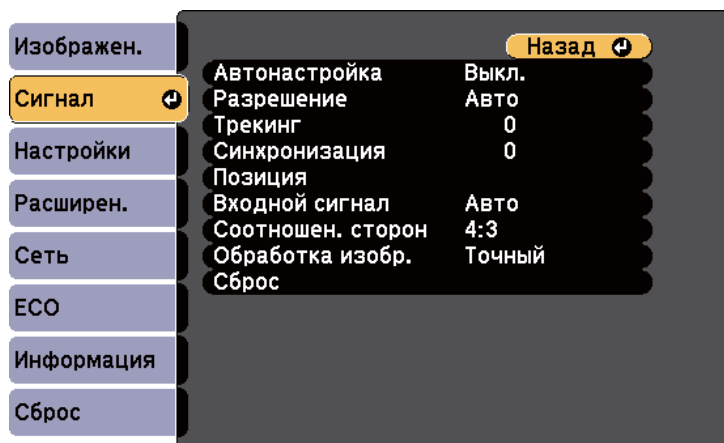 Изображен.
Сигнал
Настройки
Расширен.
Сеть
ECO
Информация
Сброс
Назад
Автонастройка Выкл.
Разрешение Авто
Трекинг 0
Синхронизация 0
Позиция
Входной сигнал Авто
Соотношен. сторон 4:3
Обработка изобр. Точный
Сброс